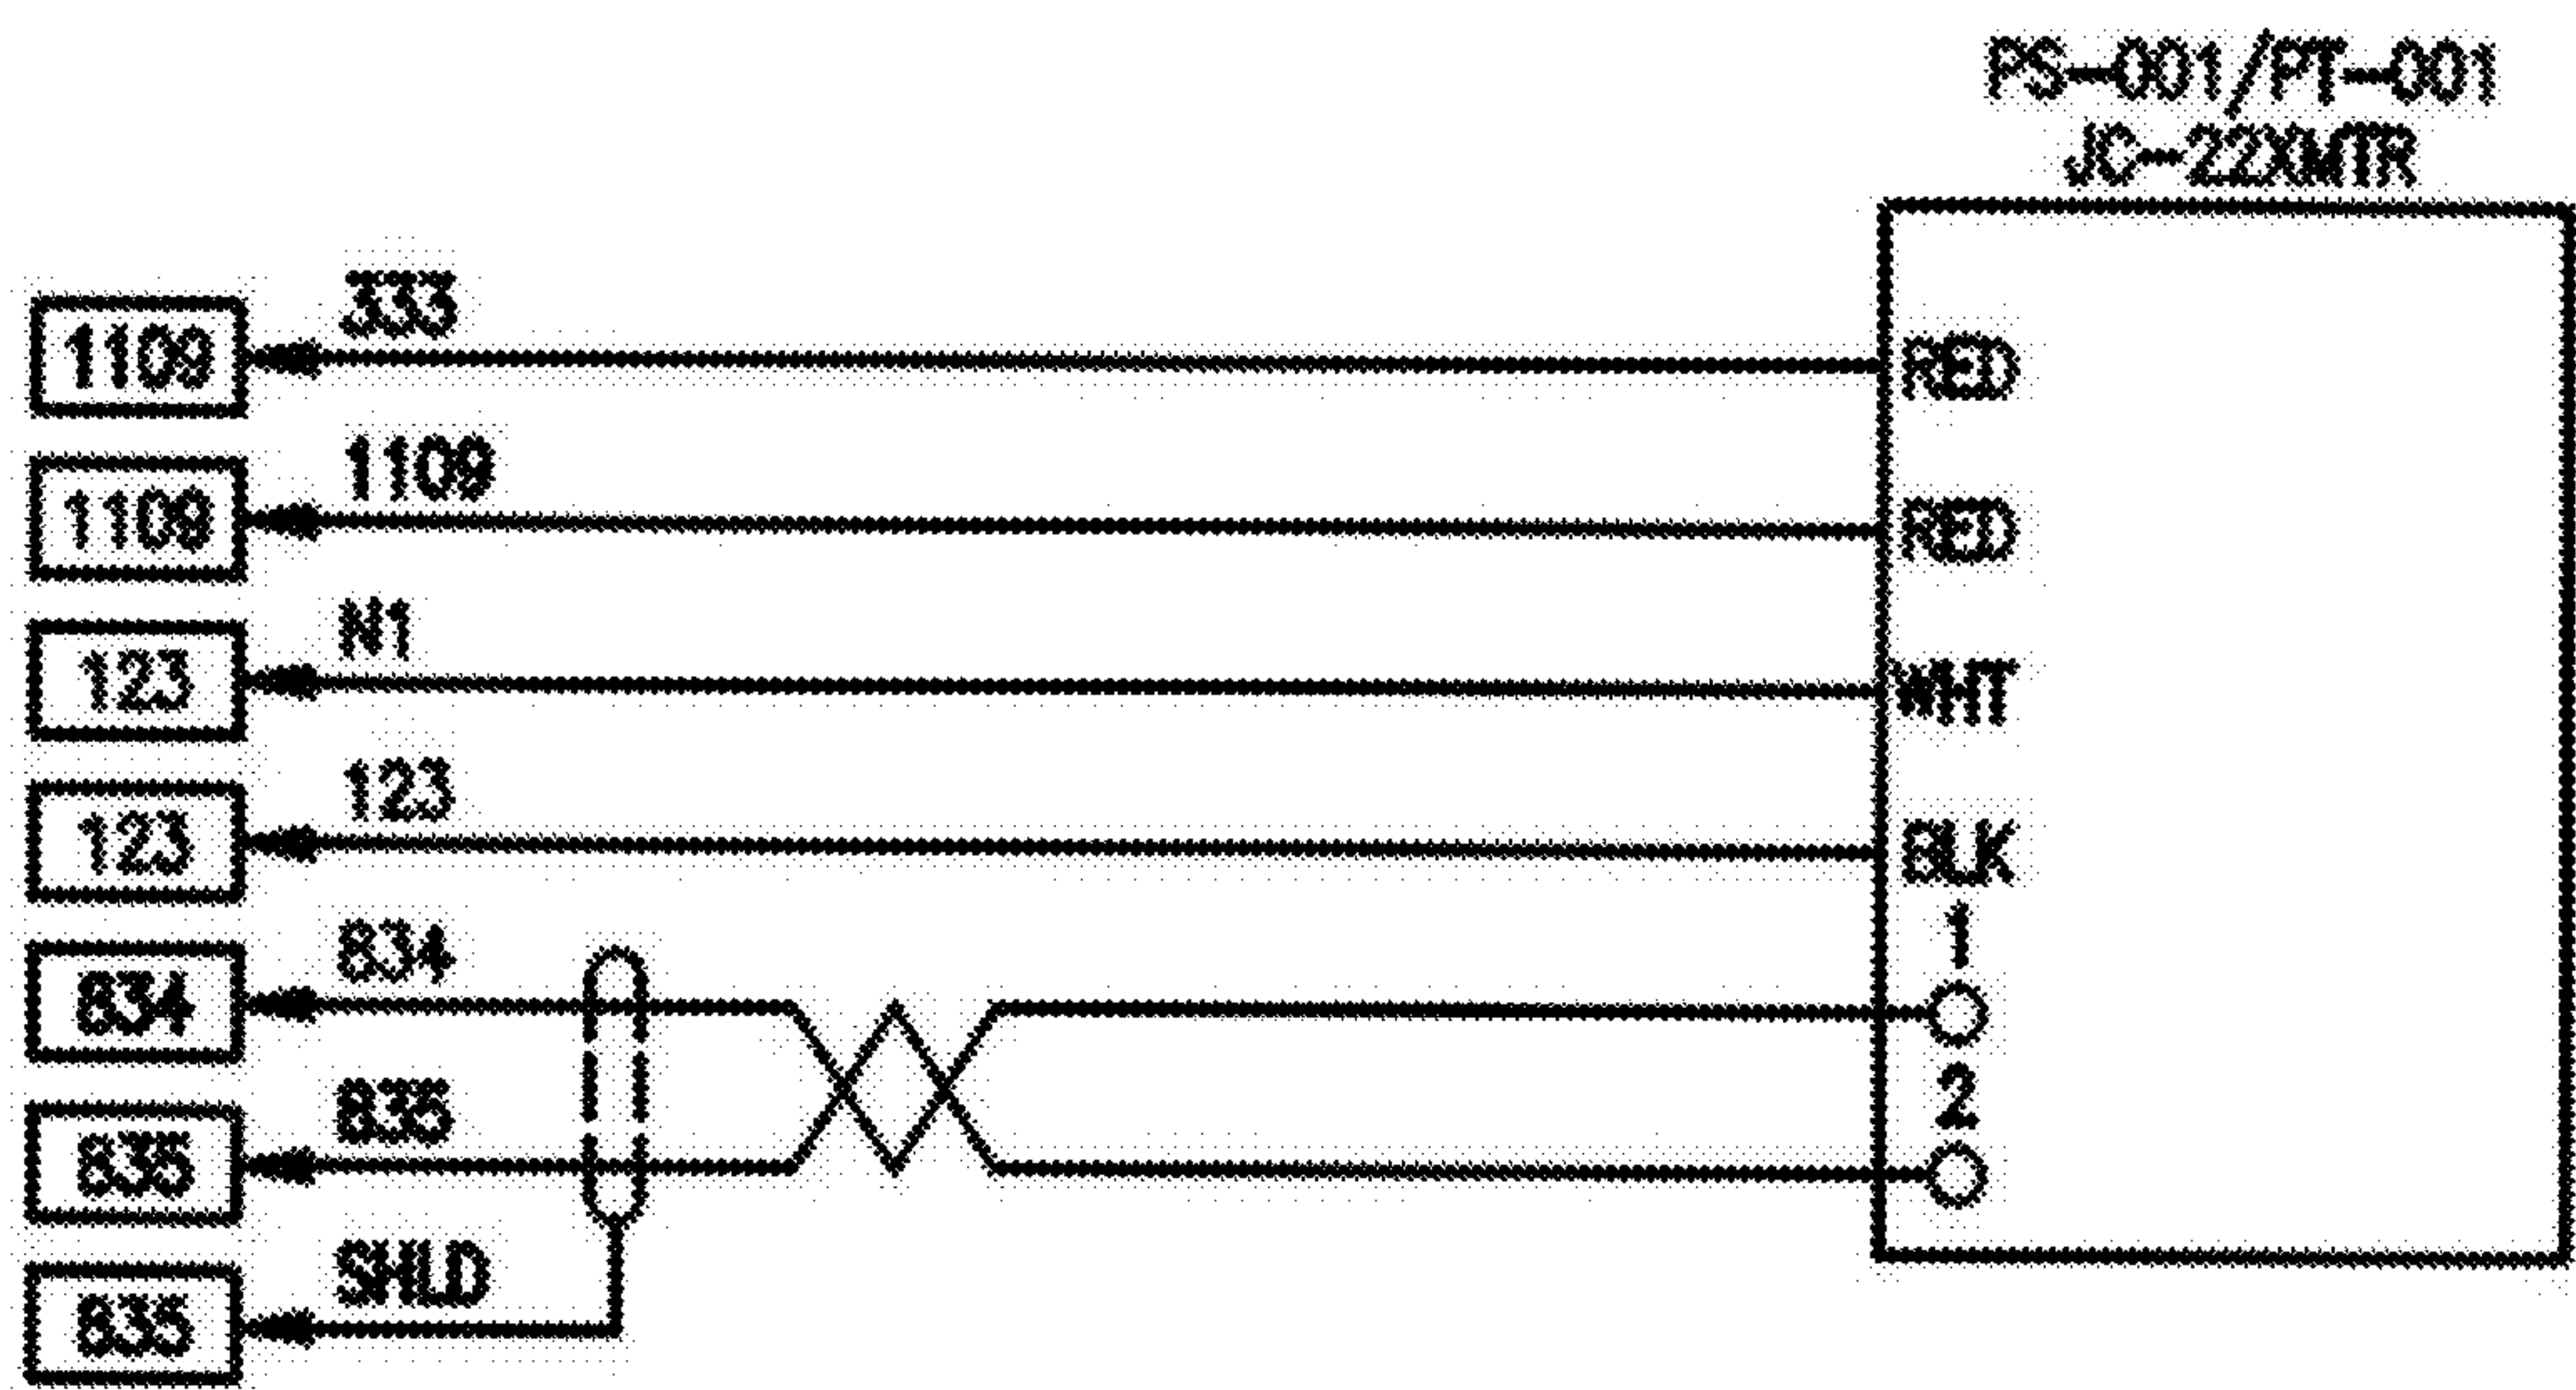 PS-001/PT-001
JC-22XMTR
333
1109 RED
1109
1109 RED
N1
123 WHT
123
123 BLK
834 1
834
835 2
835
SHLD
835